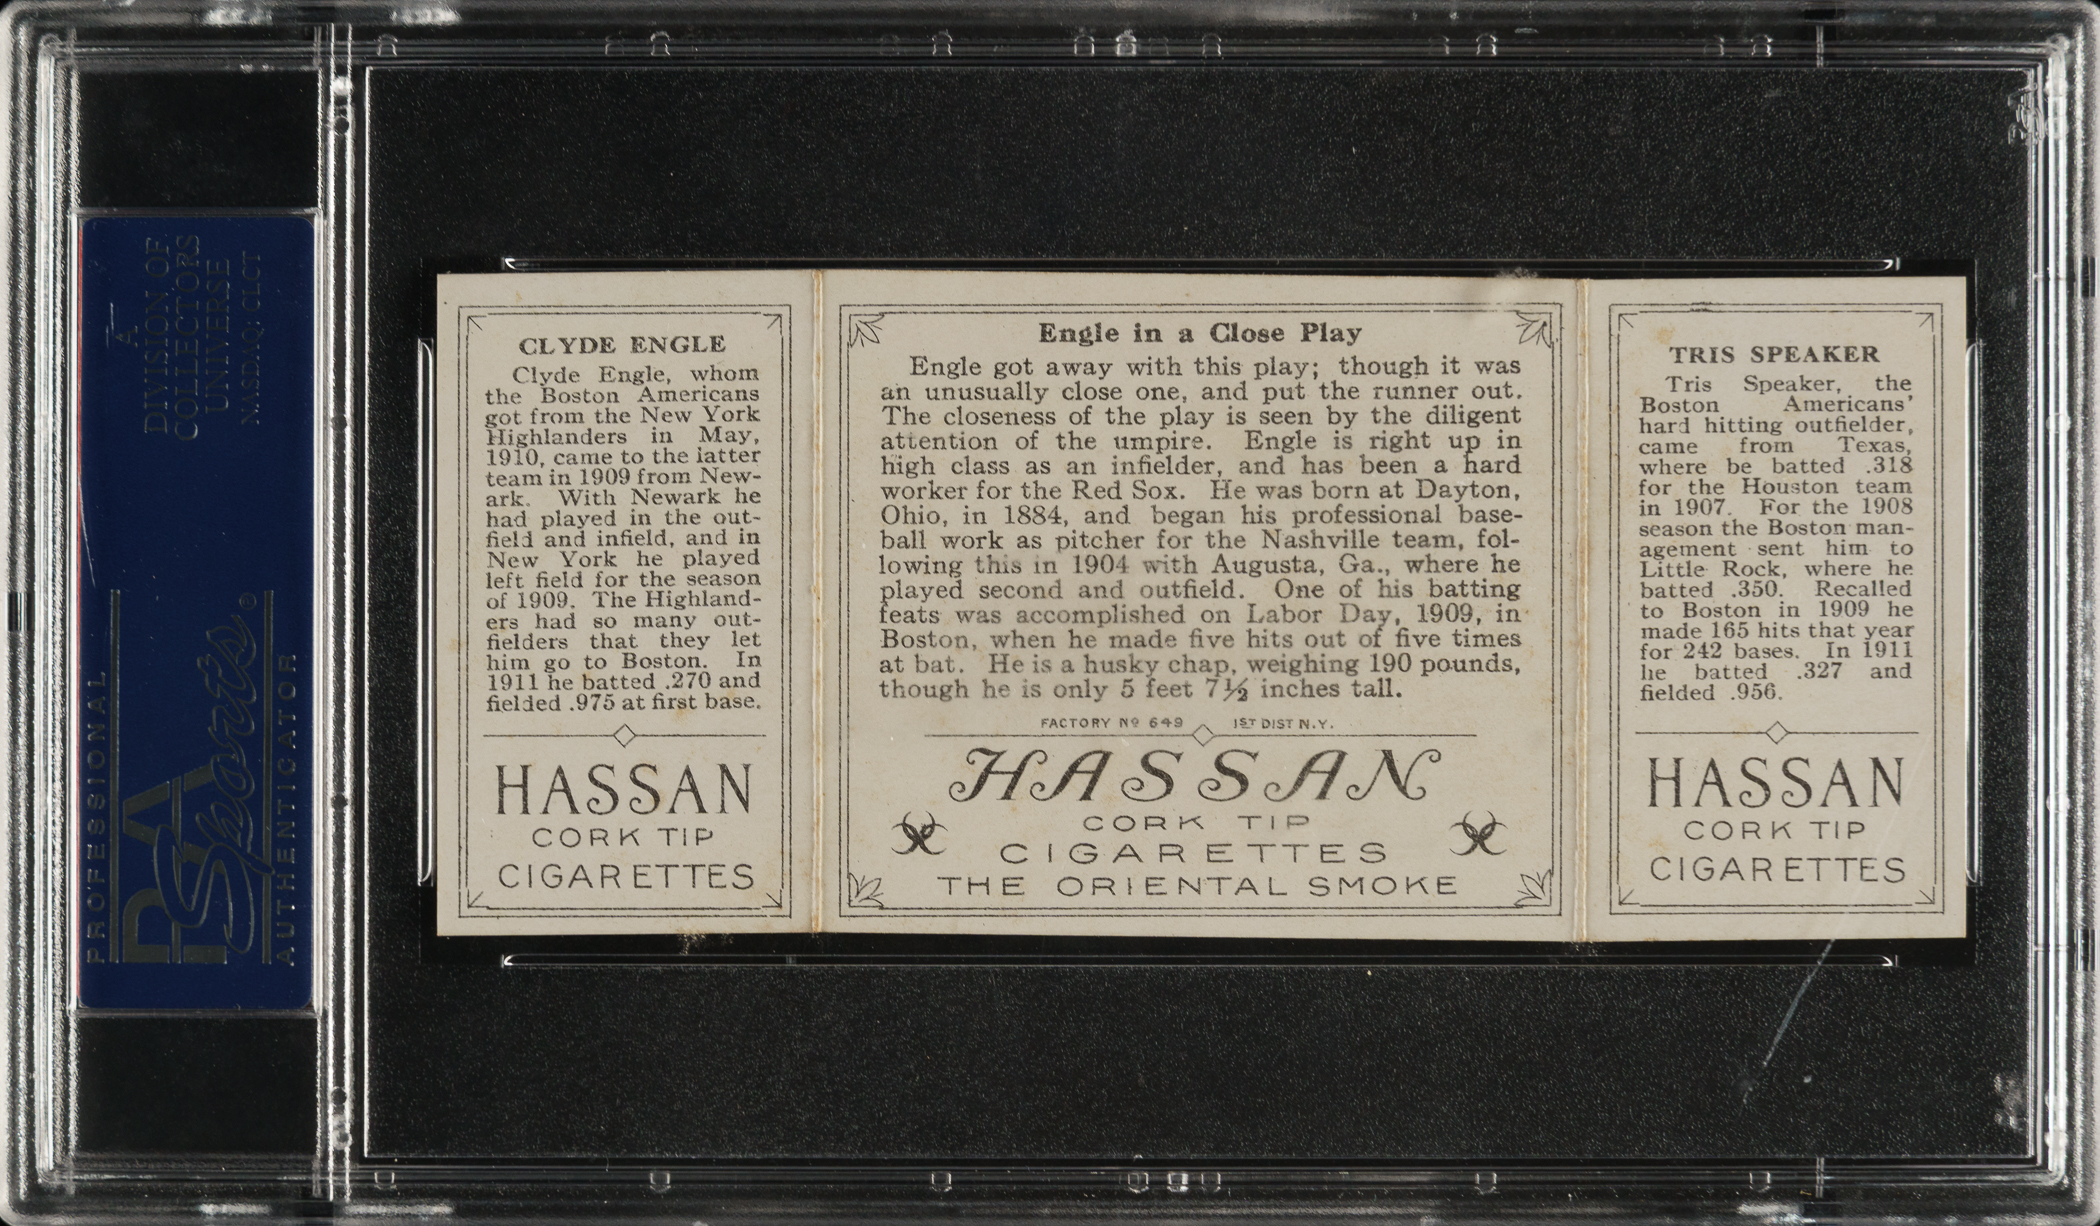 A
DIVISION OF
COLLECTORS
UNIVERSE
NASDAQ: CLCT
PROFESSIONAL
PSA
Sports®
AUTHENTICATOR
CLYDE ENGLE
Clyde Engle, whom
the Boston Americans
got from the New York
Highlanders in May,
1910, came to the latter
team in 1909 from New-
ark. With Newark he
had played in the out-
field and infield, and in
New York he played
left field for the season
of 1909. The Highland-
ers had so many out-
fielders that they let
him go to Boston. In
1911 he batted .270 and
fielded .975 at first base.
HASSAN
CORK TIP
CIGARETTES
Engle in a Close Play
Engle got away with this play; though it was
an unusually close one, and put the runner out.
The closeness of the play is seen by the diligent
attention of the umpire. Engle is right up in
high class as an infielder, and has been a hard
worker for the Red Sox. He was born at Dayton,
Ohio, in 1884, and began his professional base-
ball work as pitcher for the Nashville team, fol-
lowing this in 1904 with Augusta, Ga., where he
played second and outfield. One of his batting
feats was accomplished on Labor Day, 1909, in
Boston, when he made five hits out of five times
at bat. He is a husky chap, weighing 190 pounds,
though he is only 5 feet 7½ inches tall.
FACTORY Nº 649 1ST DIST N.Y.
HASSAN
CORK TIP
CIGARETTES
THE ORIENTAL SMOKE
TRIS SPEAKER
Tris Speaker, the
Boston Americans'
hard hitting outfielder,
came from Texas,
where be batted .318
for the Houston team
in 1907. For the 1908
season the Boston man-
agement sent him to
Little Rock, where he
batted .350. Recalled
to Boston in 1909 he
made 165 hits that year
for 242 bases. In 1911
he batted .327 and
fielded .956.
HASSAN
CORK TIP
CIGARETTES